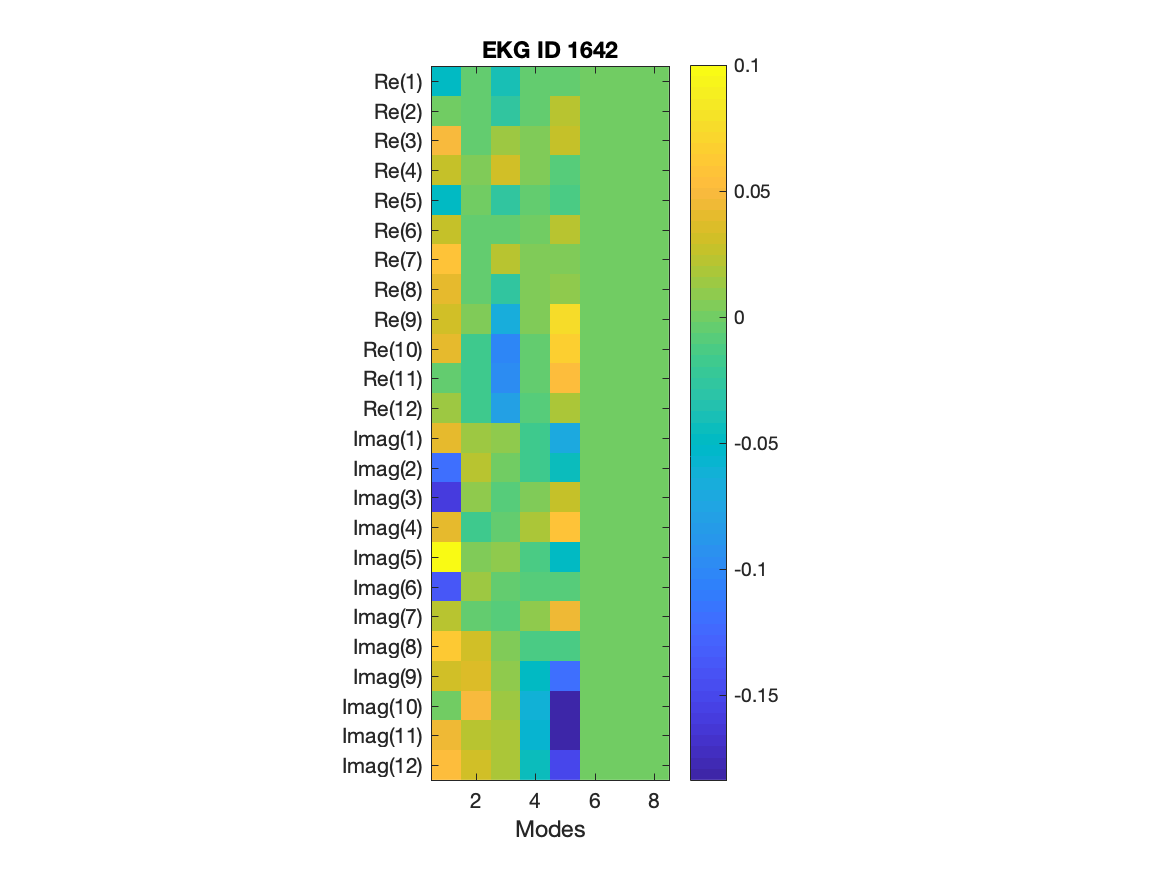 EKG ID 1642
Re(1)
Re(2)
Re(3)
Re(4)
Re(5)
Re(6)
Re(7)
Re(8)
Re(9)
Re(10)
Re(11)
Re(12)
Imag(1)
Imag(2)
Imag(3)
Imag(4)
Imag(5)
Imag(6)
Imag(7)
Imag(8)
Imag(9)
Imag(10)
Imag(11)
Imag(12)
2 4 6 8
Modes
0.1
0.05
0
-0.05
-0.1
-0.15